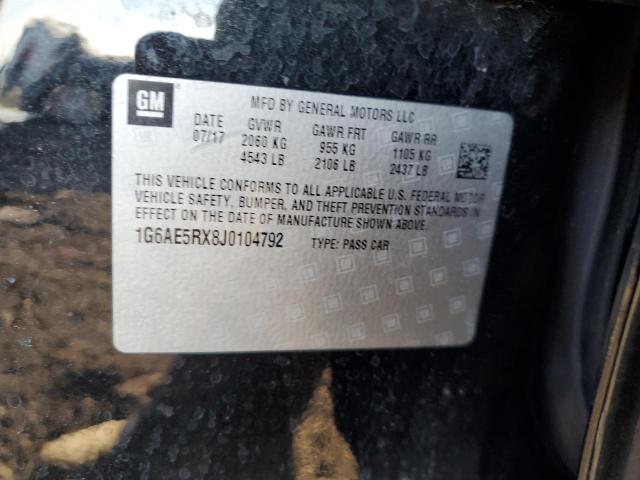 GM
MFD BY GENERAL MOTORS LLC
DATE GVWR GAWR FRT GAWR RR
07/17 2060 KG 955 KG 1105 KG
4543 LB 2106 LB 2437 LB
THIS VEHICLE CONFORMS TO ALL APPLICABLE U.S. FEDERAL MOTOR
VEHICLE SAFETY, BUMPER, AND THEFT PREVENTION STANDARDS IN
EFFECT ON THE DATE OF MANUFACTURE SHOWN ABOVE.
1G6AE5RX8J0104792 TYPE: PASS CAR